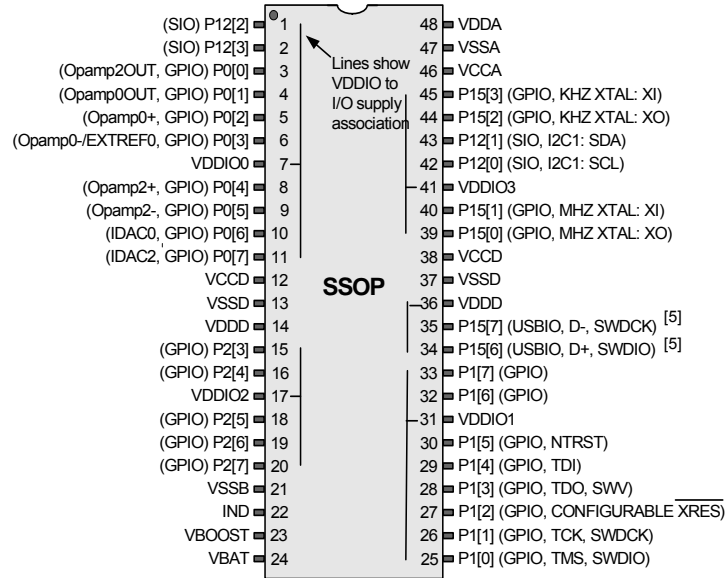 (SIO) P12[2] 1
(SIO) P12[3] 2
(Opamp2OUT, GPIO) P0[0] 3
(Opamp0OUT, GPIO) P0[1] 4
(Opamp0+, GPIO) P0[2] 5
(Opamp0-/EXTREF0, GPIO) P0[3] 6
VDDIO0 7
(Opamp2+, GPIO) P0[4] 8
(Opamp2-, GPIO) P0[5] 9
(IDAC0, GPIO) P0[6] 10
(IDAC2, GPIO) P0[7] 11
VCCD 12
VSSD 13
VDDD 14
(GPIO) P2[3] 15
(GPIO) P2[4] 16
VDDIO2 17
(GPIO) P2[5] 18
(GPIO) P2[6] 19
(GPIO) P2[7] 20
VSSB 21
IND 22
VBOOST 23
VBAT 24
Lines show
VDDIO to
I/O supply
association
SSOP
48 VDDA
47 VSSA
46 VCCA
45 P15[3] (GPIO, KHZ XTAL: XI)
44 P15[2] (GPIO, KHZ XTAL: XO)
43 P12[1] (SIO, I2C1: SDA)
42 P12[0] (SIO, I2C1: SCL)
41 VDDIO3
40 P15[1] (GPIO, MHZ XTAL: XI)
39 P15[0] (GPIO, MHZ XTAL: XO)
38 VCCD
37 VSSD
36 VDDD
35 P15[7] (USBIO, D-, SWDCK) [5]
34 P15[6] (USBIO, D+, SWDIO) [5]
33 P1[7] (GPIO)
32 P1[6] (GPIO)
31 VDDIO1
30 P1[5] (GPIO, NTRST)
29 P1[4] (GPIO, TDI)
28 P1[3] (GPIO, TDO, SWV)
27 P1[2] (GPIO, CONFIGURABLE XRES)
26 P1[1] (GPIO, TCK, SWDCK)
25 P1[0] (GPIO, TMS, SWDIO)